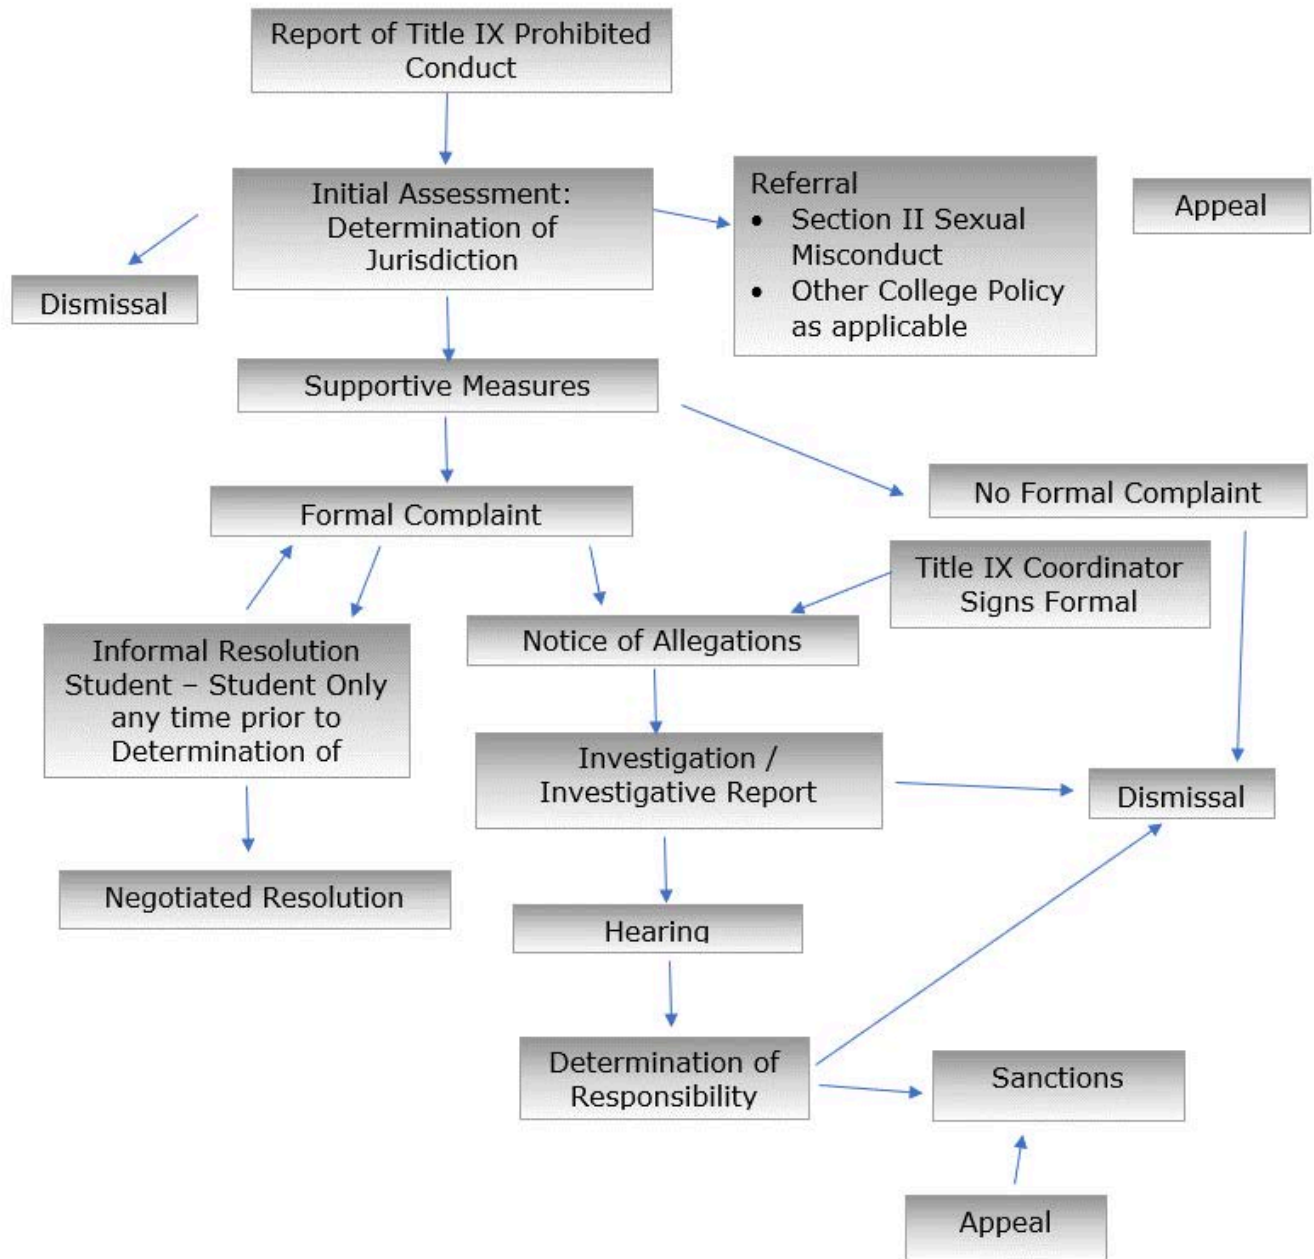 Report of Title IX Prohibited
Conduct
Initial Assessment:
Determination of
Jurisdiction
Referral
• Section II Sexual
Misconduct
• Other College Policy
as applicable
Appeal
Dismissal
Supportive Measures
No Formal Complaint
Formal Complaint
Title IX Coordinator
Signs Formal
Informal Resolution
Student – Student Only
any time prior to
Determination of
Notice of Allegations
Investigation /
Investigative Report
Dismissal
Negotiated Resolution
Hearing
Determination of
Responsibility
Sanctions
Appeal